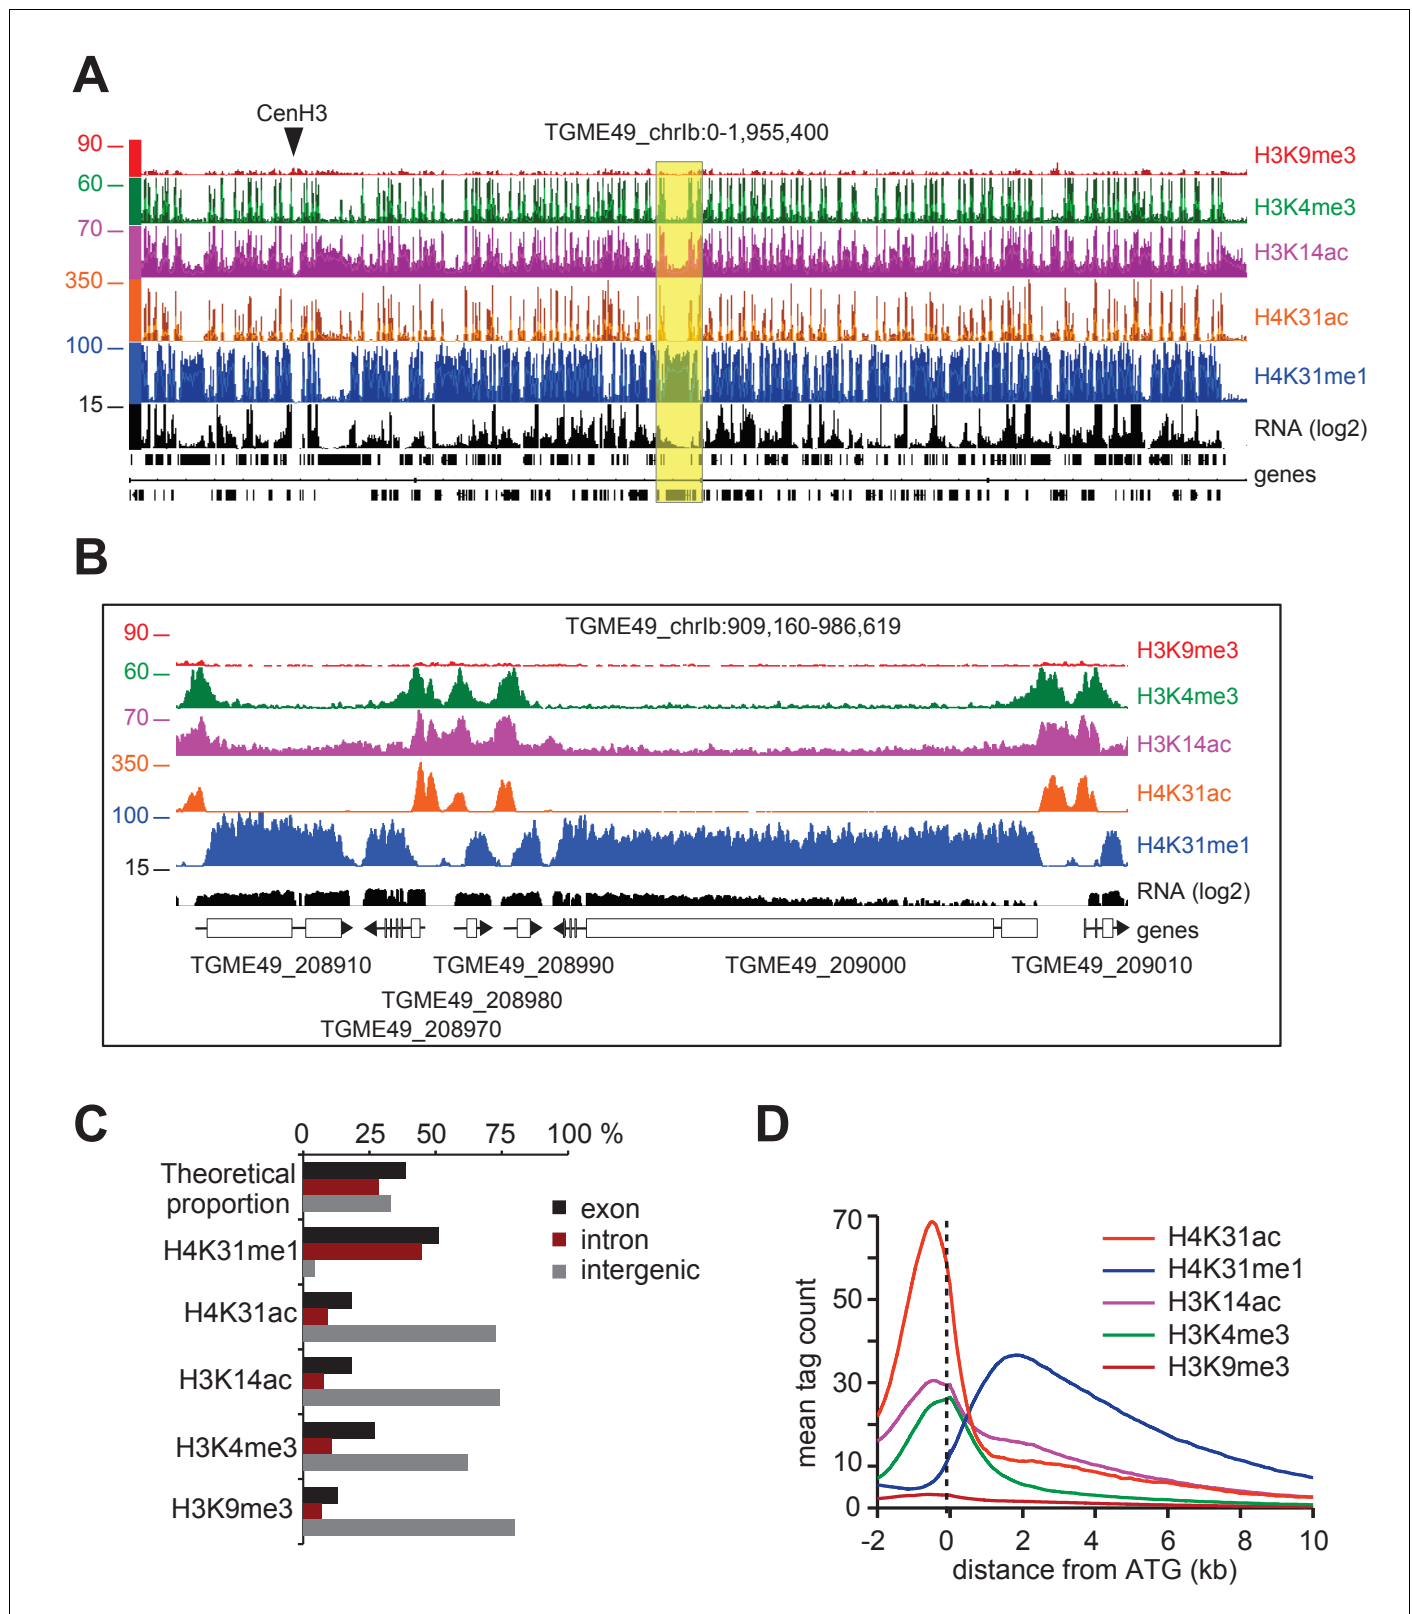 A
CenH3
TGME49_chrIb:0-1,955,400
90
H3K9me3
60
H3K4me3
70
H3K14ac
350
H4K31ac
100
H4K31me1
15
RNA (log2)
genes
B
TGME49_chrIb:909,160-986,619
90
H3K9me3
60
H3K4me3
70
H3K14ac
350
H4K31ac
100
H4K31me1
15
RNA (log2)
genes
TGME49_208910
TGME49_208990
TGME49_209000
TGME49_209010
TGME49_208980
TGME49_208970
C
0 25 50 75 100 %
Theoretical
proportion
H4K31me1
H4K31ac
H3K14ac
H3K4me3
H3K9me3
exon
intron
intergenic
D
70
50
30
10
0
mean tag count
H4K31ac
H4K31me1
H3K14ac
H3K4me3
H3K9me3
-2 0 2 4 6 8 10
distance from ATG (kb)